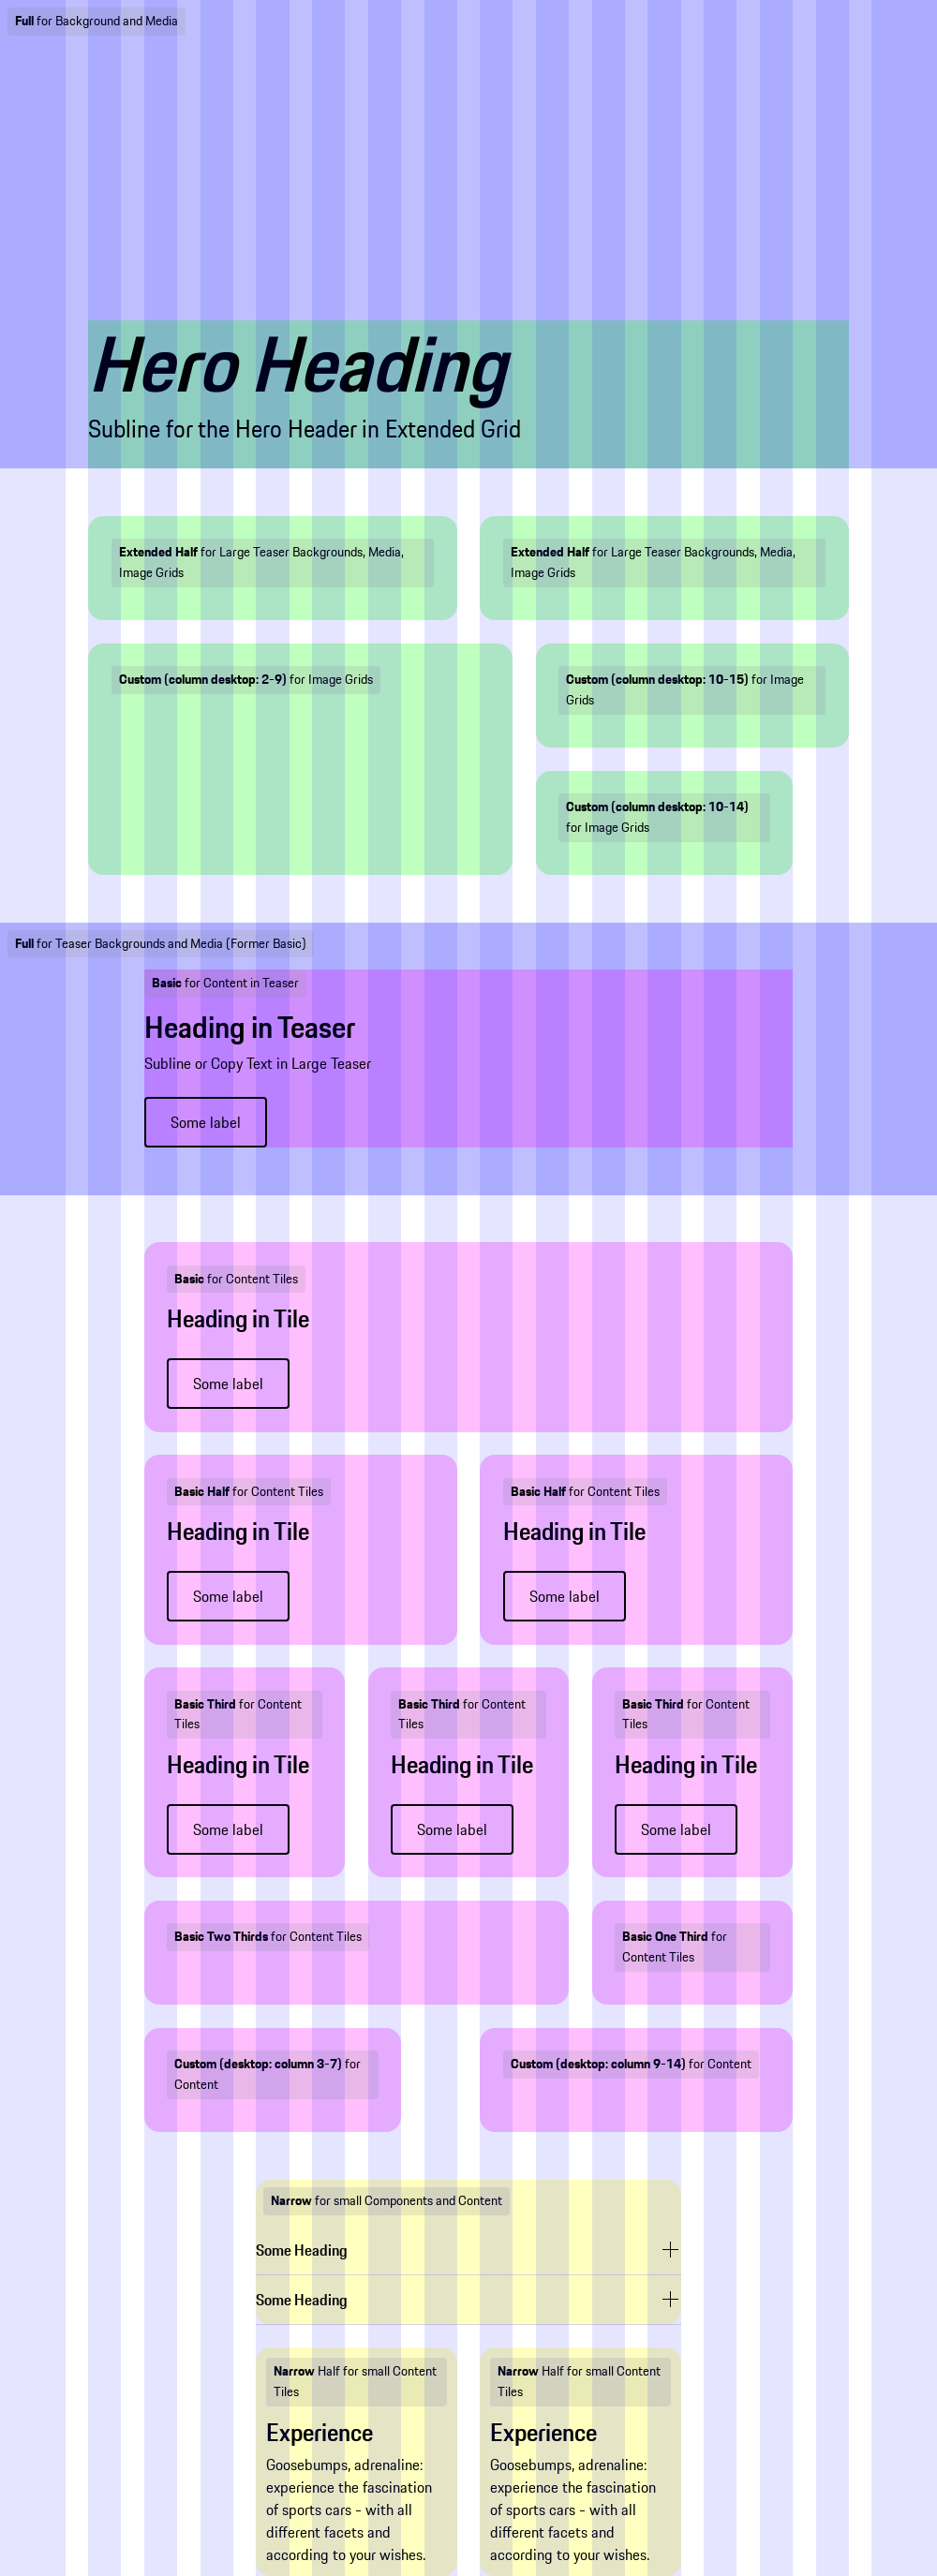 Full for Background and Media
Hero Heading
Subline for the Hero Header in Extended Grid
Extended Half for Large Teaser Backgrounds, Media,
Image Grids
Extended Half for Large Teaser Backgrounds, Media,
Image Grids
Custom (column desktop: 2-9) for Image Grids
Custom (column desktop: 10-15) for Image
Grids
Custom (column desktop: 10-14)
for Image Grids
Full for Teaser Backgrounds and Media (Former Basic)
Basic for Content in Teaser
Heading in Teaser
Subline or Copy Text in Large Teaser
Some label
Basic for Content Tiles
Heading in Tile
Some label
Basic Half for Content Tiles
Heading in Tile
Some label
Basic Half for Content Tiles
Heading in Tile
Some label
Basic Third for Content
Tiles
Heading in Tile
Some label
Basic Third for Content
Tiles
Heading in Tile
Some label
Basic Third for Content
Tiles
Heading in Tile
Some label
Basic Two Thirds for Content Tiles
Basic One Third for
Content Tiles
Custom (desktop: column 3-7) for
Content
Custom (desktop: column 9-14) for Content
Narrow for small Components and Content
Some Heading
Some Heading
Narrow Half for small Content
Tiles
Experience
Goosebumps, adrenaline:
experience the fascination
of sports cars - with all
different facets and
according to your wishes.
Narrow Half for small Content
Tiles
Experience
Goosebumps, adrenaline:
experience the fascination
of sports cars - with all
different facets and
according to your wishes.